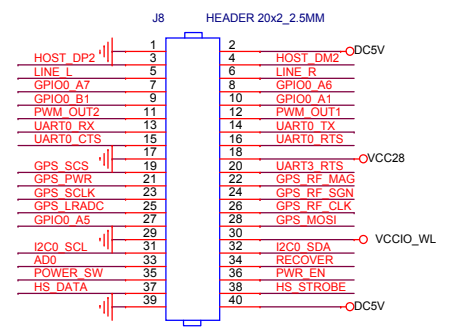 J8 HEADER 20x2_2.5MM
1 2 DC5V
HOST_DP2 3 4 HOST_DM2
LINE_L 5 6 LINE_R
GPIO0_A7 7 8 GPIO0_A6
GPIO0_B1 9 10 GPIO0_A1
PWM_OUT2 11 12 PWM_OUT1
UART0_RX 13 14 UART0_TX
UART0_CTS 15 16 UART0_RTS
17 18 VCC28
GPS_SCS 19 20 UART3_RTS
GPS_PWR 21 22 GPS_RF_MAG
GPS_SCLK 23 24 GPS_RF_SGN
GPS_LRADC 25 26 GPS_RF_CLK
GPIO0_A5 27 28 GPS_MOSI
29 30 VCCIO_WL
I2C0_SCL 31 32 I2C0_SDA
AD0 33 34 RECOVER
POWER_SW 35 36 PWR_EN
HS_DATA 37 38 HS_STROBE
39 40 DC5V